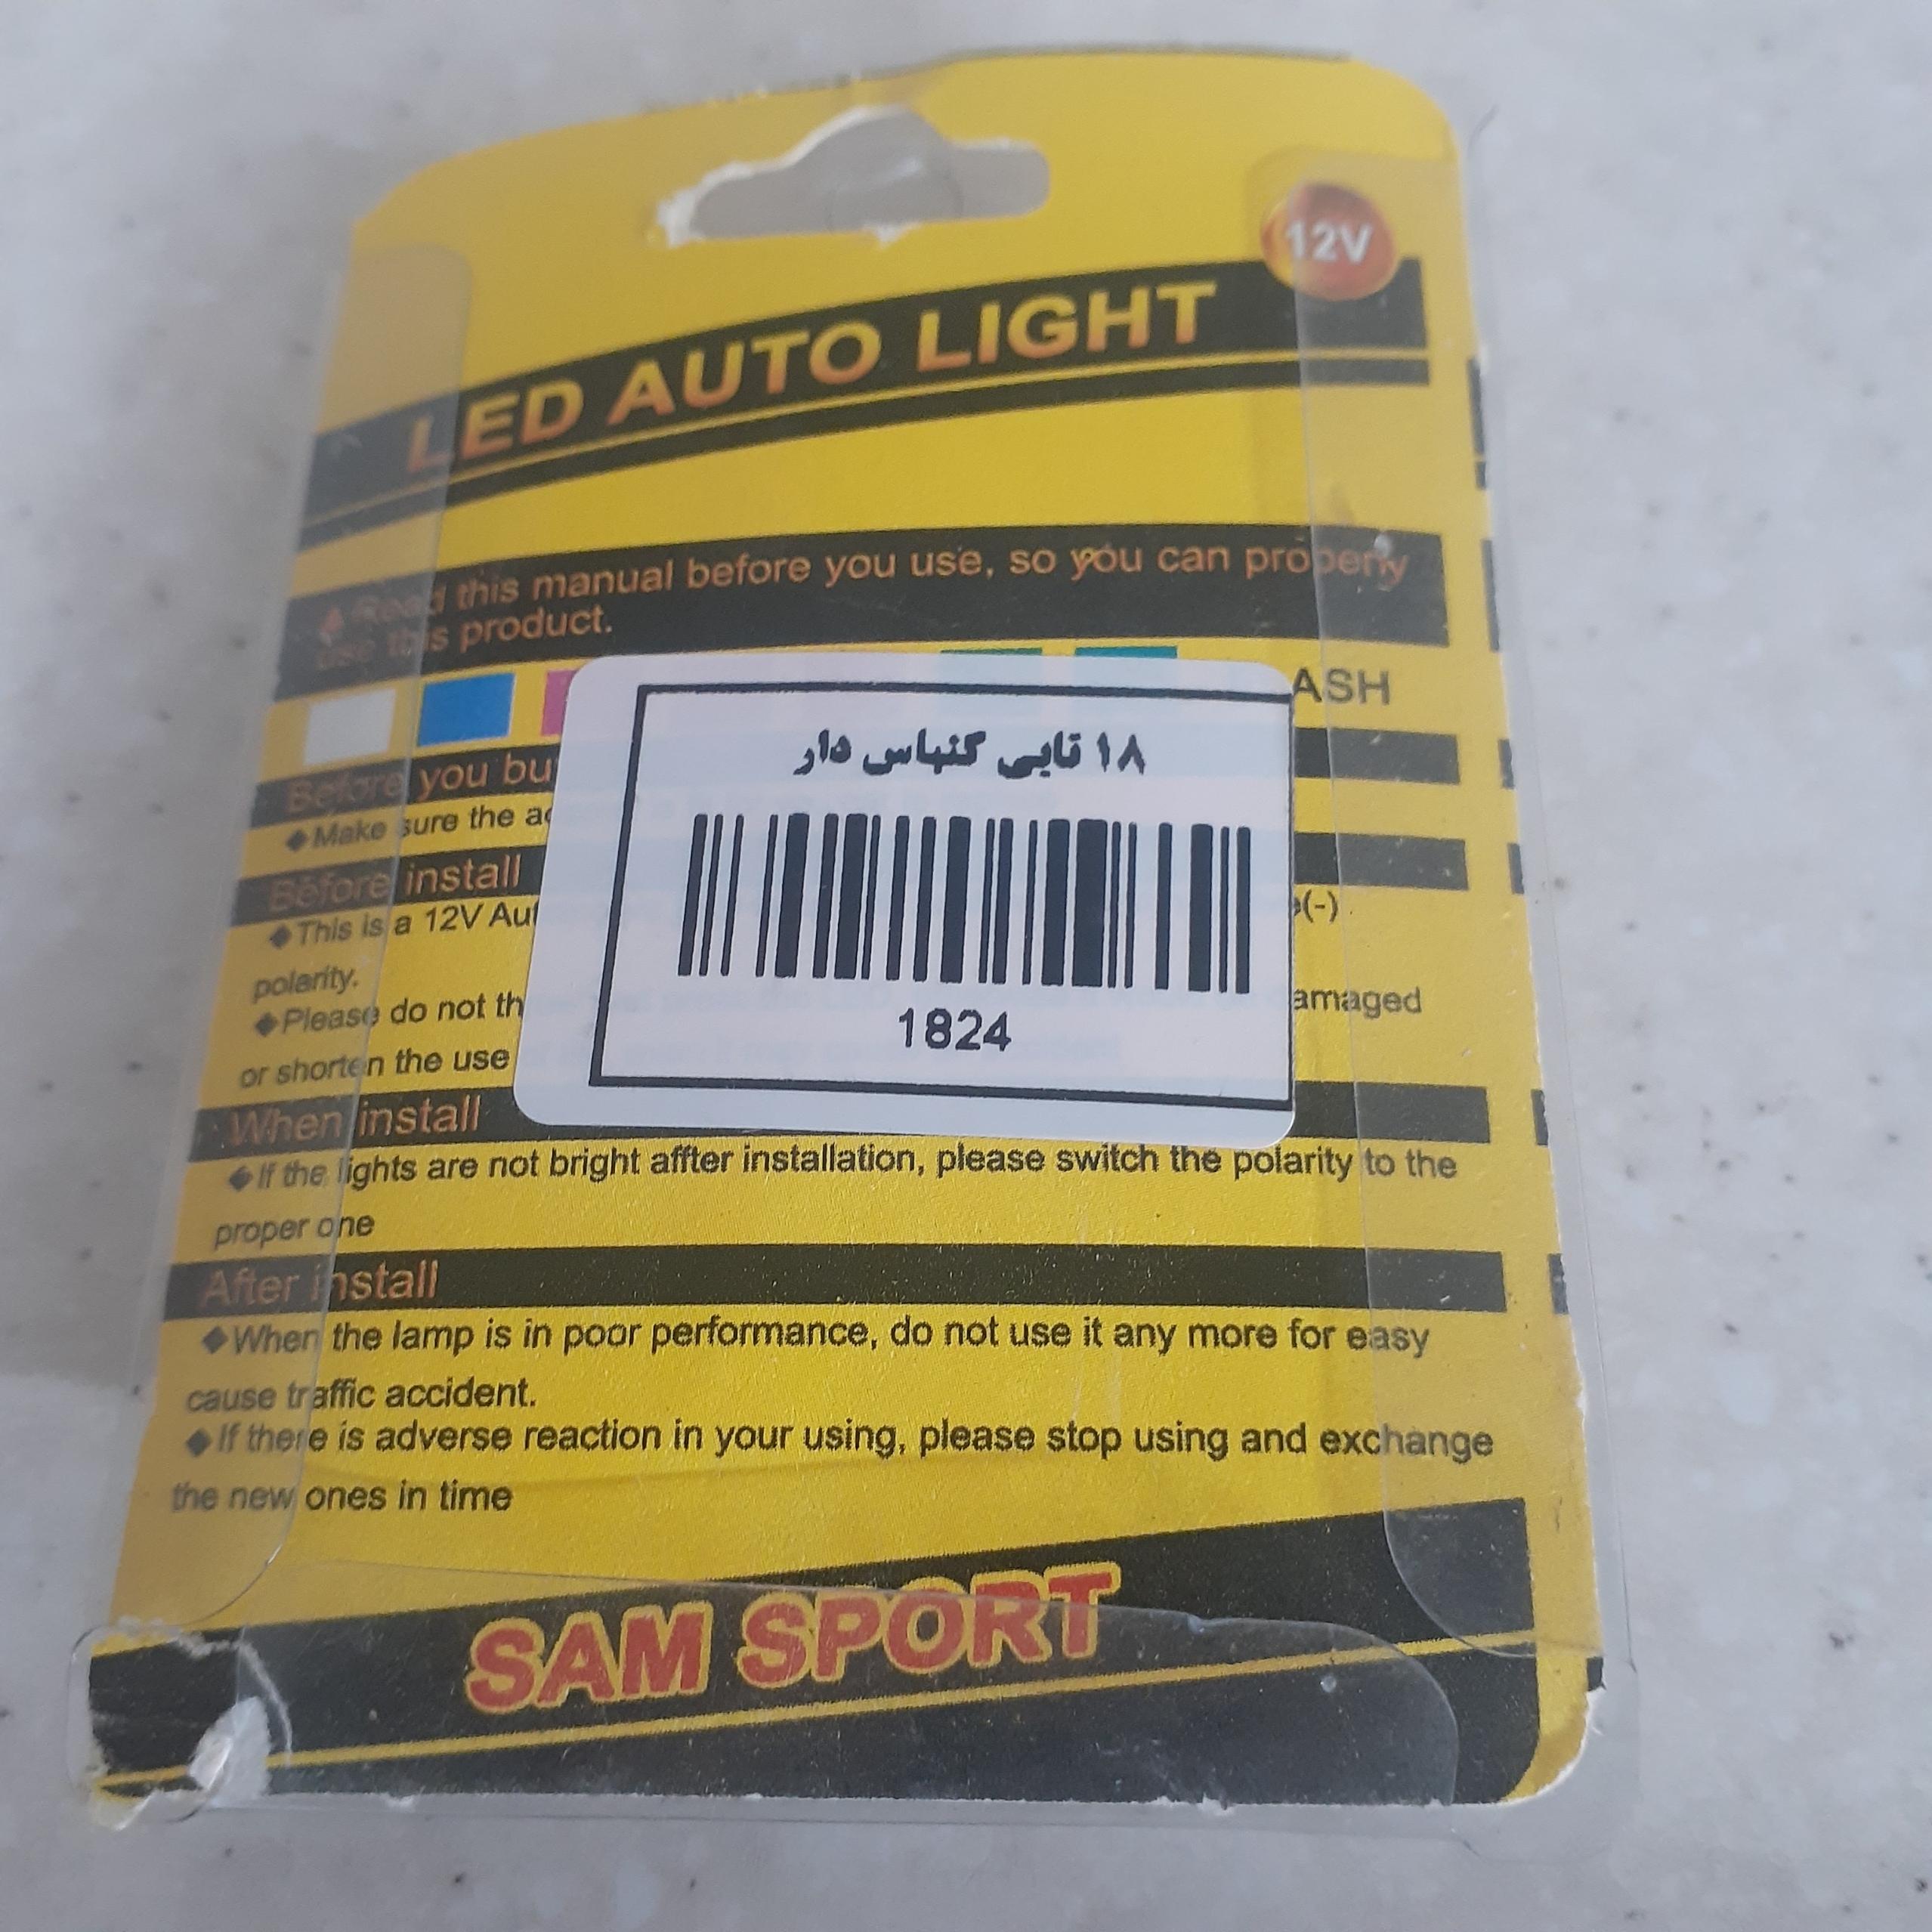 12V
LED AUTO LIGHT
Read this manual before you use, so you can properly
use this product.
ASH
۱۸ تایی کنباس دار
1824
Before you bu
Make sure the
Before install
This is a 12V Aut
(-)
polarity.
Please do not th
amaged
or shorten the use
When install
If the lights are not bright affter installation, please switch the polarity to the
proper one
After install
When the lamp is in poor performance, do not use it any more for easy
cause traffic accident.
If there is adverse reaction in your using, please stop using and exchange
the new ones in time
SAM SPORT